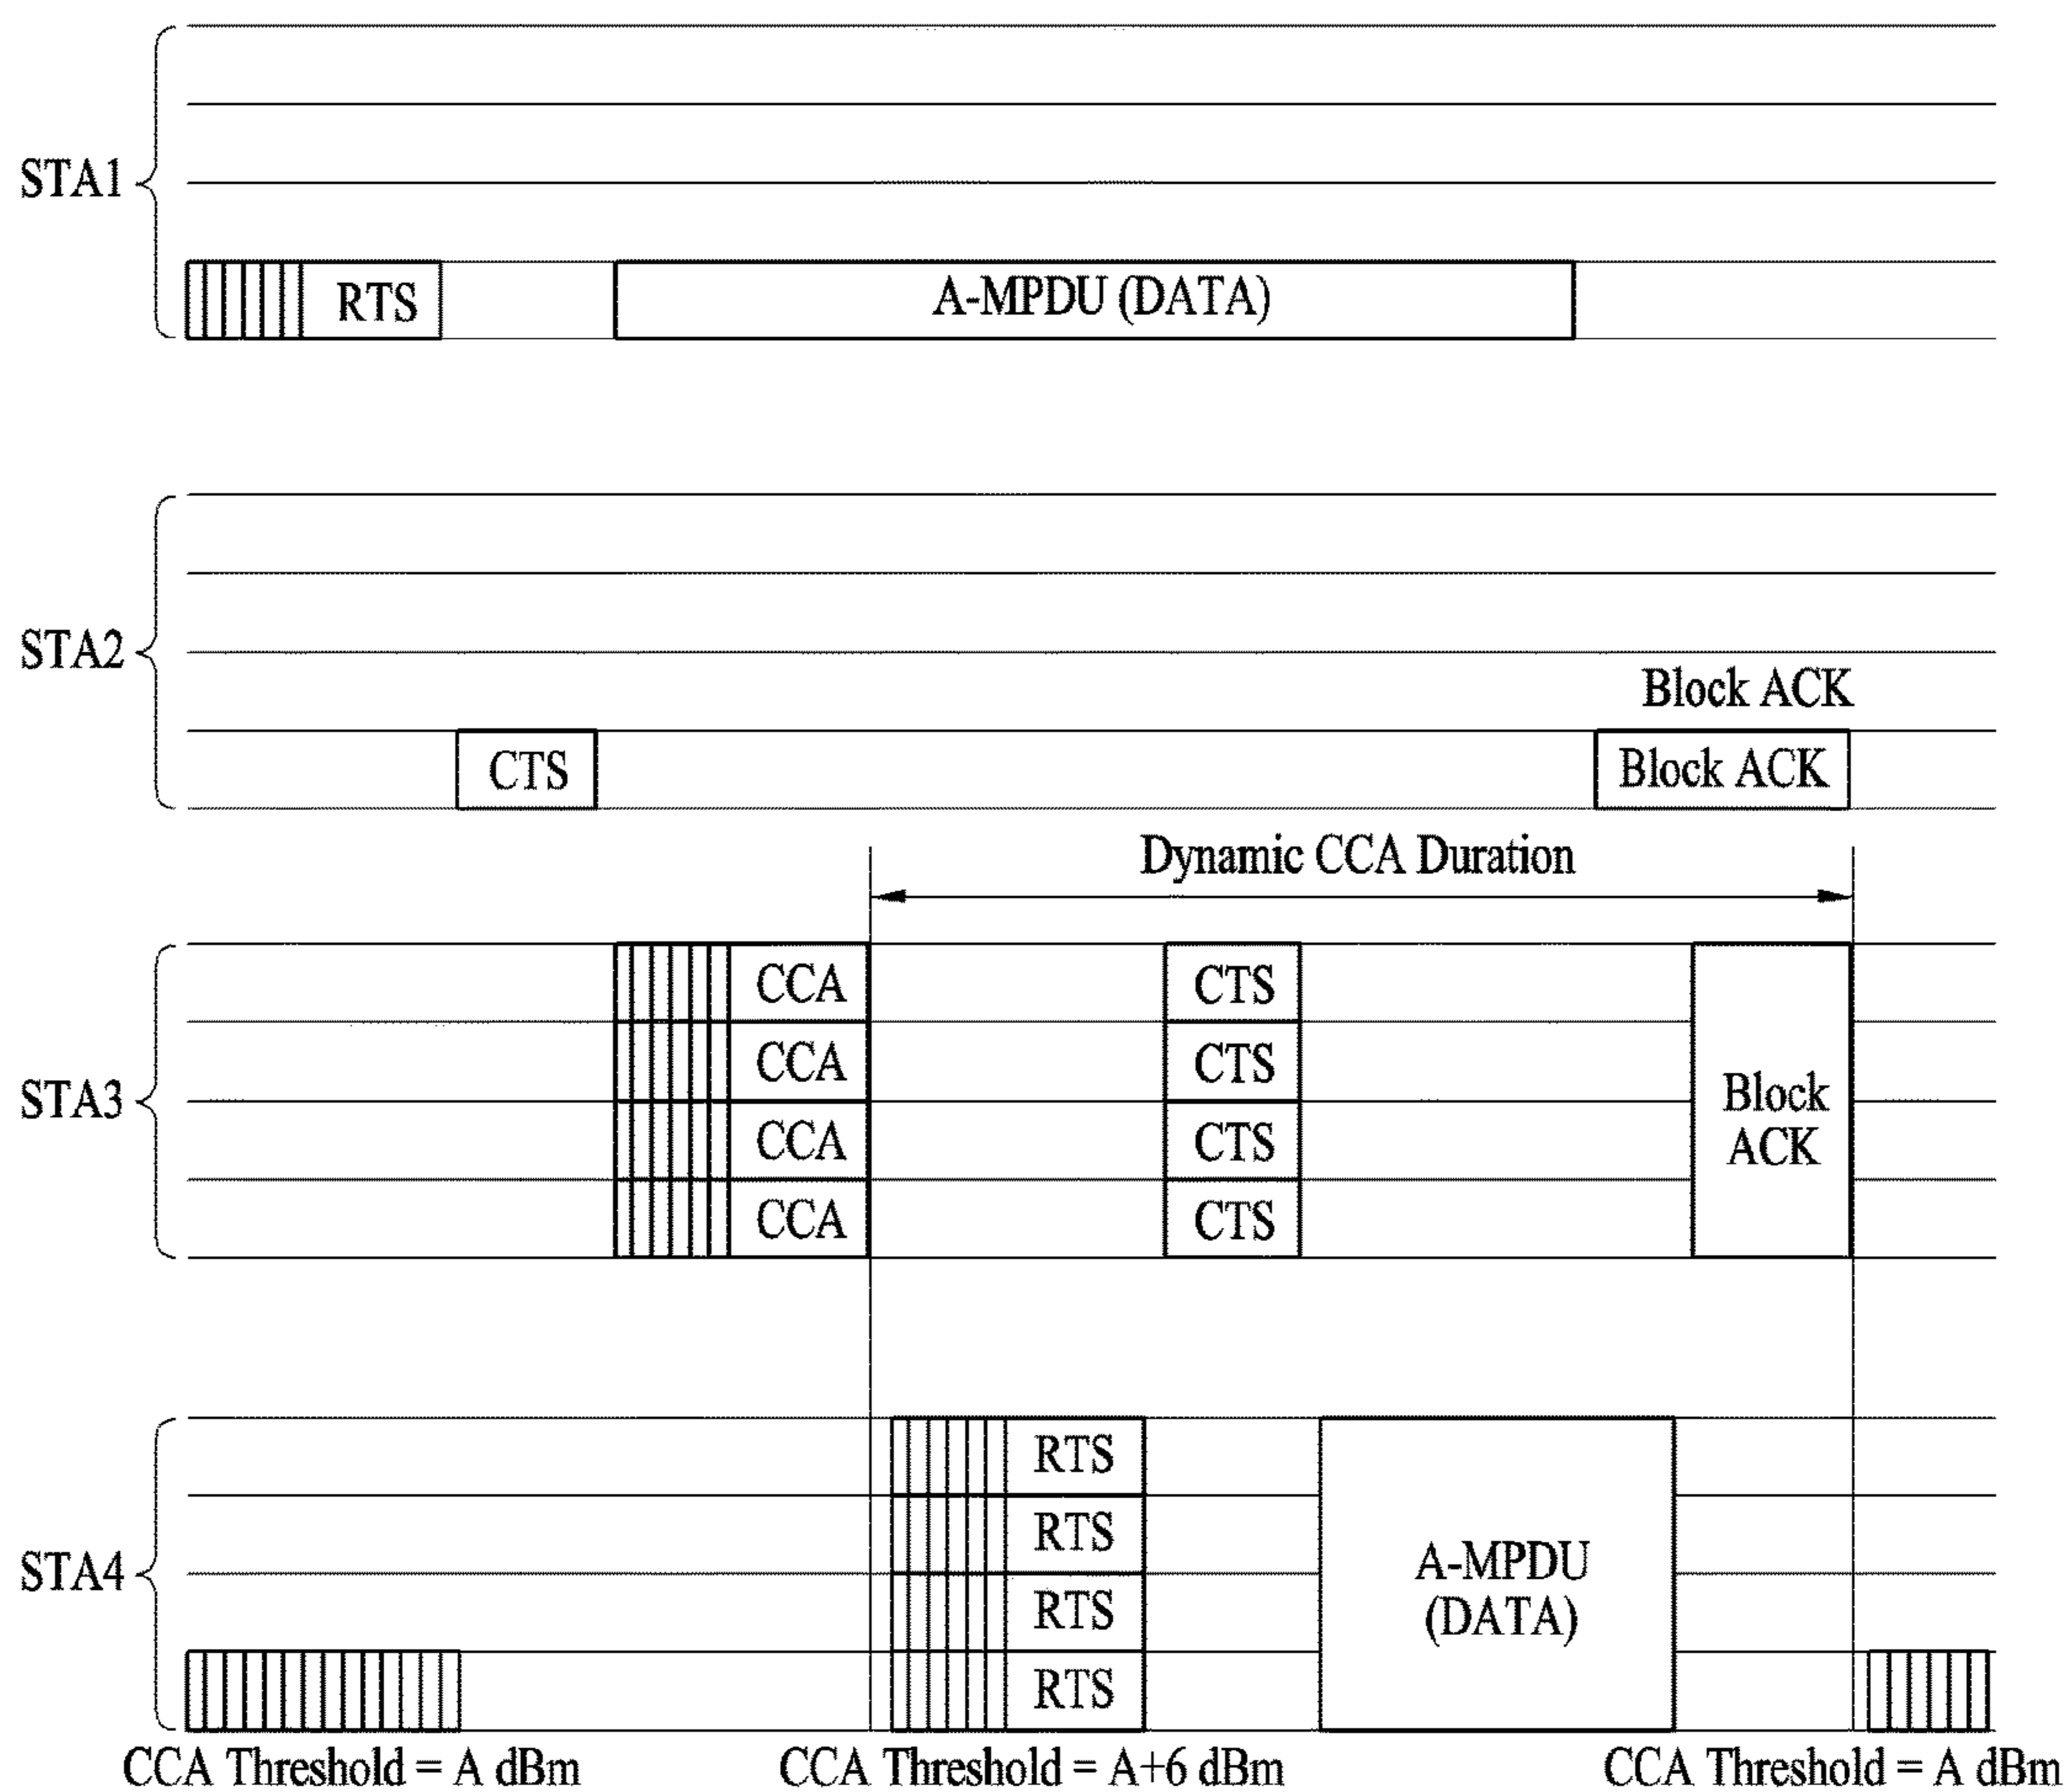 STA1
RTS
A-MPDU (DATA)
STA2
Block ACK
CTS
Block ACK
Dynamic CCA Duration
STA3
CCA
CTS
CCA
CTS
CCA
CTS
CCA
CTS
Block
ACK
STA4
RTS
RTS
RTS
RTS
A-MPDU
(DATA)
CCA Threshold = A dBm
CCA Threshold = A+6 dBm
CCA Threshold = A dBm